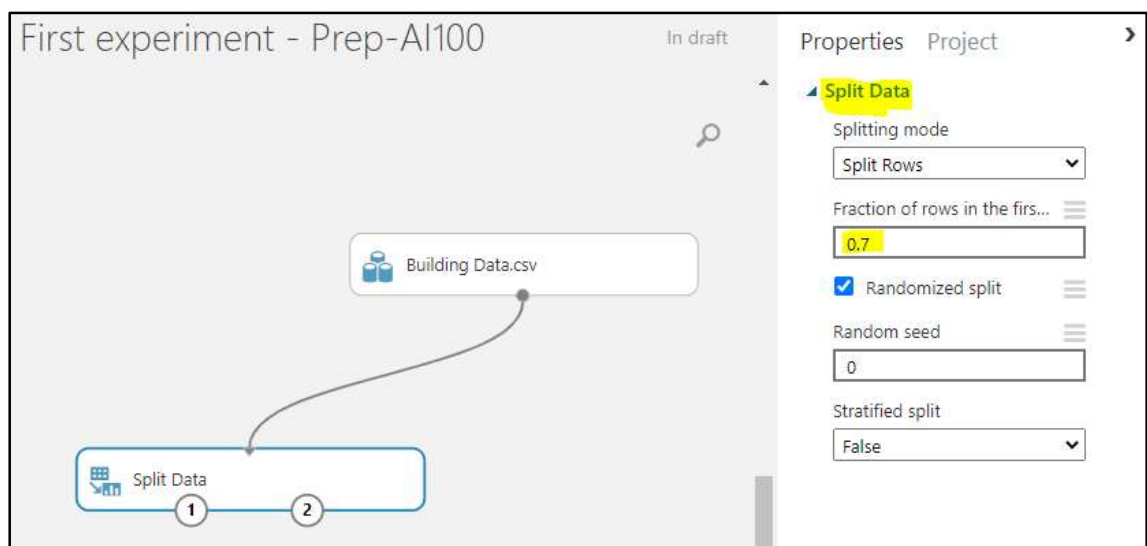 First experiment - Prep-AI100
In draft
Building Data.csv
Split Data
1
2
Properties Project
Split Data
Splitting mode
Split Rows
Fraction of rows in the firs...
0.7
Randomized split
Random seed
0
Stratified split
False